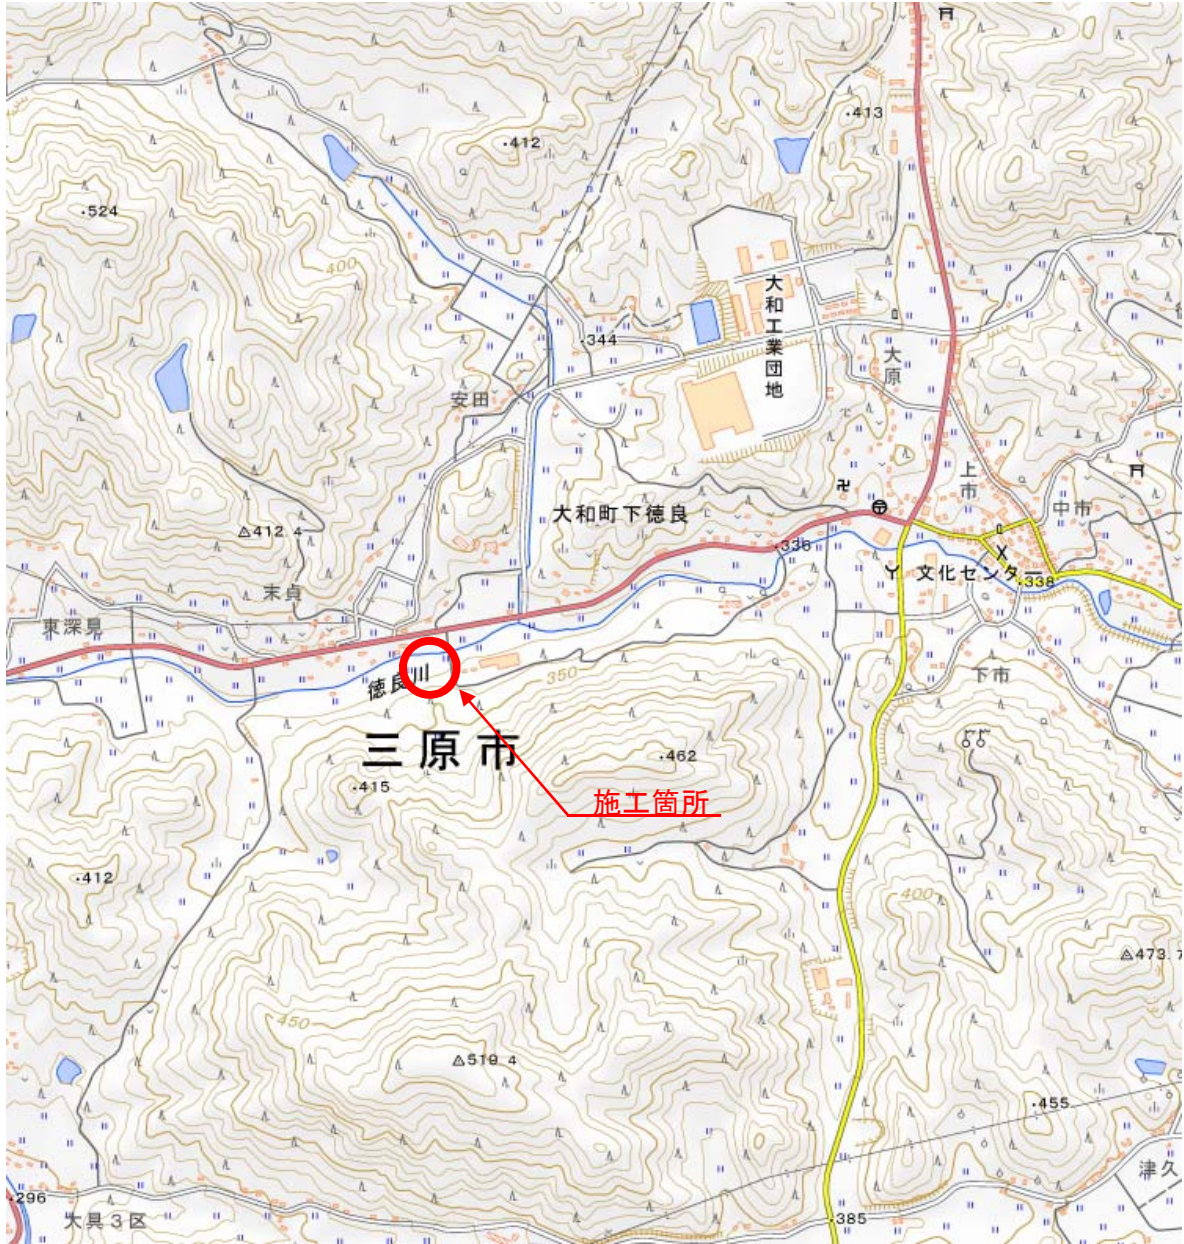 ・413
・412
・524
400
大和工業団地
・344
大原
安田
上市
中市
大和町下徳良
△412.4
・336
文化センター
・338
末貞
東深見
徳良川
350
下市
三原市
・462
・415
施工箇所
・412
400
△473.7
450
△519.4
・455
津久
・296
大具3区
・385